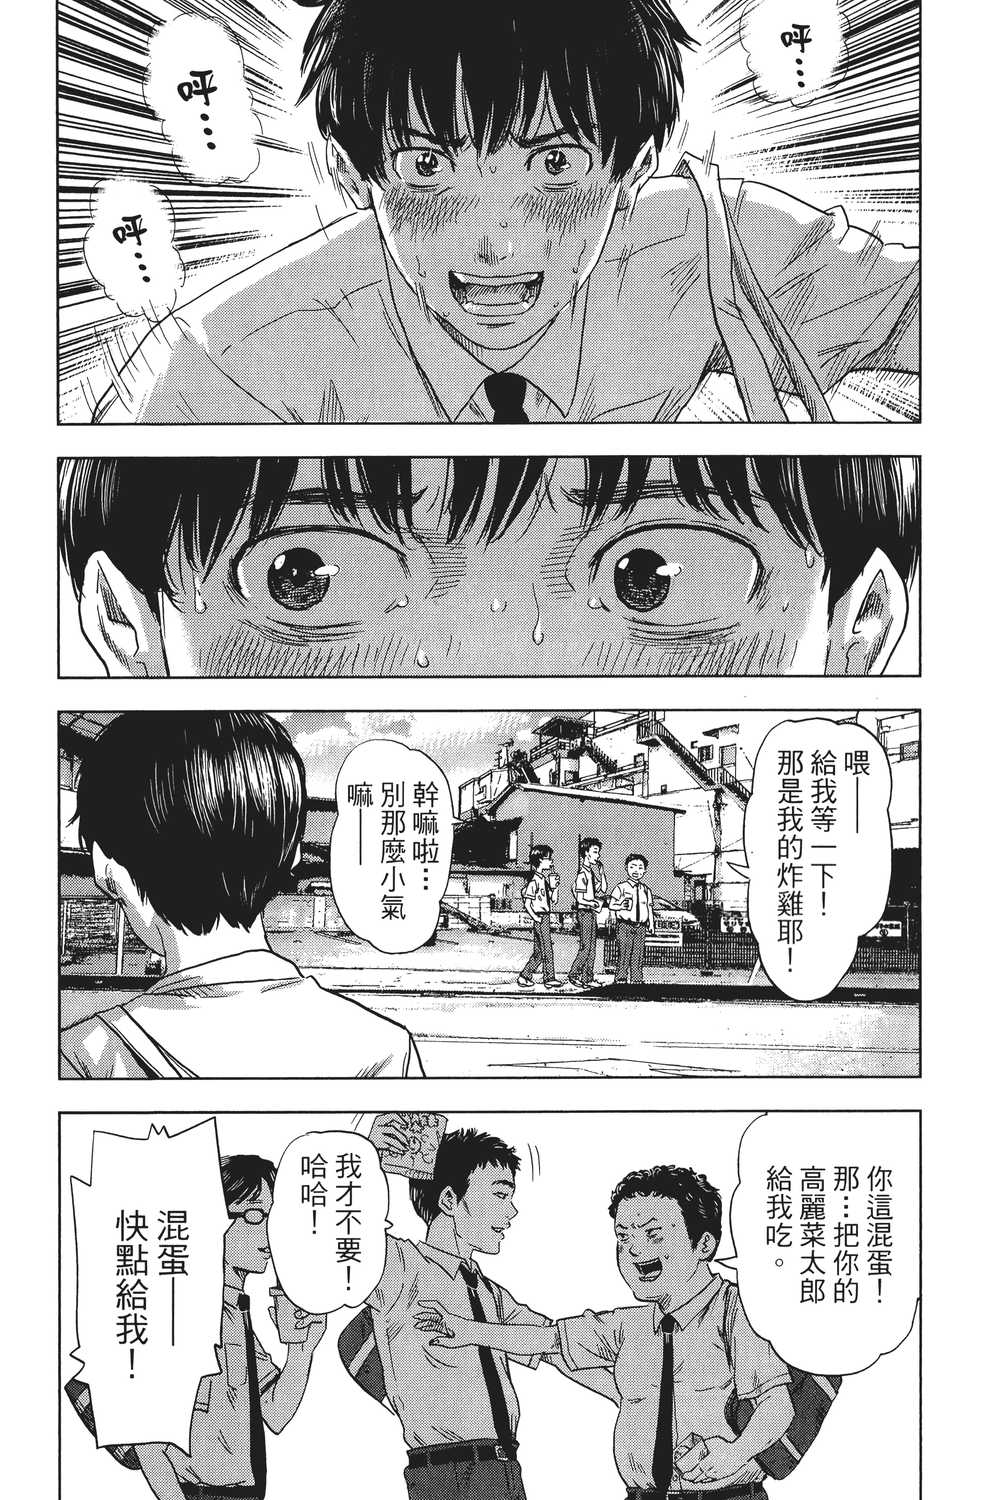 呼…
呼…
呼…
喂──
給我等一下！
那是我的炸雞耶！
幹嘛啦…
別那麼小氣
嘛──
你這混蛋！
那…把你的
高麗菜太郎
給我吃。
我才不要！
哈哈！
混蛋──
快點給我！